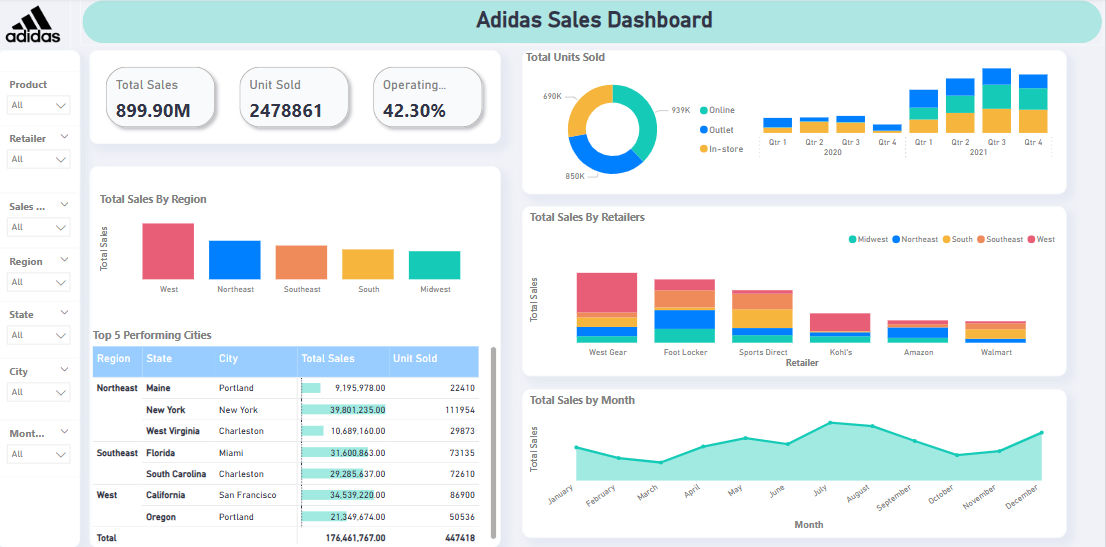 adidas
Adidas Sales Dashboard
Product
All
Retailer
All
Sales ...
All
Region
All
State
All
City
All
Mont...
All
Total Sales
899.90M
Unit Sold
2478861
Operating...
42.30%
Total Units Sold
690K
939K
850K
Online
Outlet
In-store
Qtr 1 Qtr 2 Qtr 3 Qtr 4 Qtr 1 Qtr 2 Qtr 3 Qtr 4
2020 2021
Total Sales By Region
Total Sales
West Northeast Southeast South Midwest
Total Sales By Retailers
Midwest Northeast South Southeast West
Total Sales
West Gear Foot Locker Sports Direct Kohl's Amazon Walmart
Retailer
Top 5 Performing Cities
Region State City Total Sales Unit Sold
Northeast Maine Portland 9,195,978.00 22410
New York New York 39,801,235.00 111954
West Virginia Charleston 10,689,160.00 29873
Southeast Florida Miami 31,600,863.00 73135
South Carolina Charleston 29,285,637.00 72610
West California San Francisco 34,539,220.00 86900
Oregon Portland 21,349,674.00 50536
Total 176,461,767.00 447418
Total Sales by Month
Total Sales
January February March April May June July August September October November December
Month